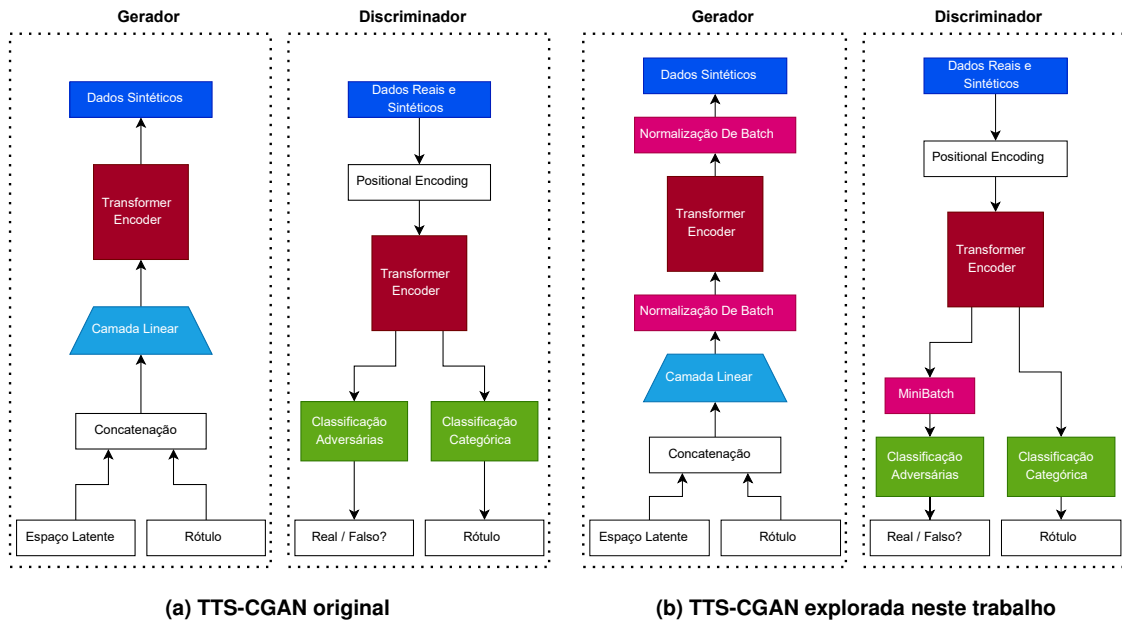 Gerador
Discriminador
Dados Sintéticos
Transformer
Encoder
Camada Linear
Concatenação
Espaço Latente
Rótulo
Dados Reais e
Sintéticos
Positional Encoding
Transformer
Encoder
Classificação
Adversárias
Classificação
Categórica
Real / Falso?
Rótulo
(a) TTS-CGAN original
Gerador
Discriminador
Dados Sintéticos
Normalização De Batch
Transformer
Encoder
Normalização De Batch
Camada Linear
Concatenação
Espaço Latente
Rótulo
Dados Reais e
Sintéticos
Positional Encoding
Transformer
Encoder
MiniBatch
Classificação
Adversárias
Classificação
Categórica
Real / Falso?
Rótulo
(b) TTS-CGAN explorada neste trabalho